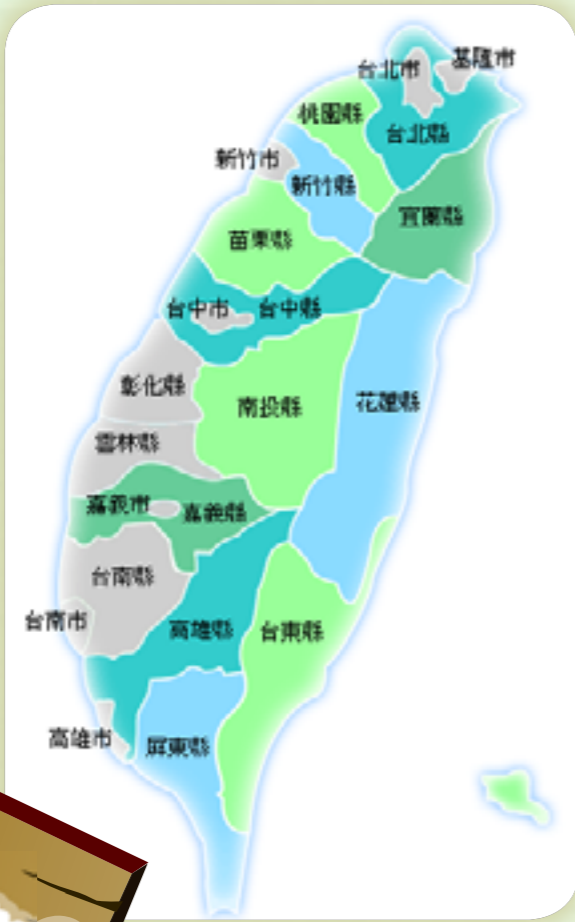 基隆市
台北市
桃園縣
台北縣
新竹市
新竹縣
宜蘭縣
苗栗縣
台中市
台中縣
彰化縣
南投縣
花蓮縣
雲林縣
嘉義市
嘉義縣
台南縣
台南市
高雄縣
台東縣
高雄市
屏東縣